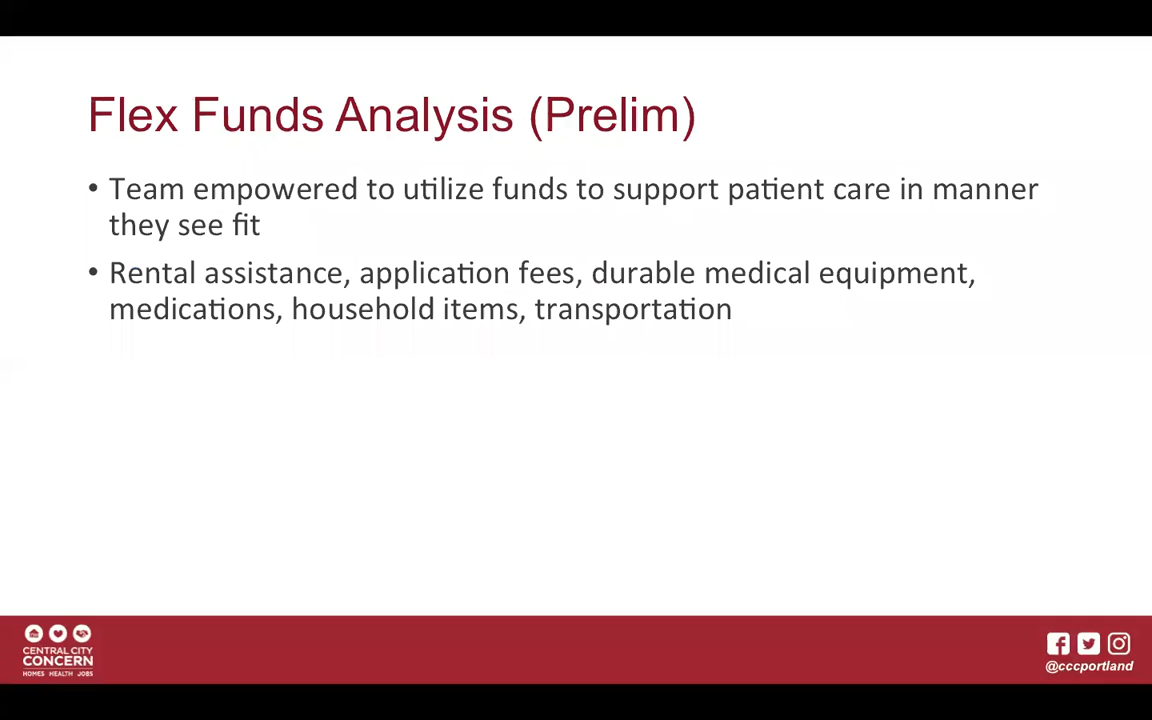 Flex Funds Analysis (Prelim)
• Team empowered to utilize funds to support patient care in manner
they see fit
• Rental assistance, application fees, durable medical equipment,
medications, household items, transportation
CENTRAL CITY
CONCERN
HOMES HEALTH JOBS
@cccportland